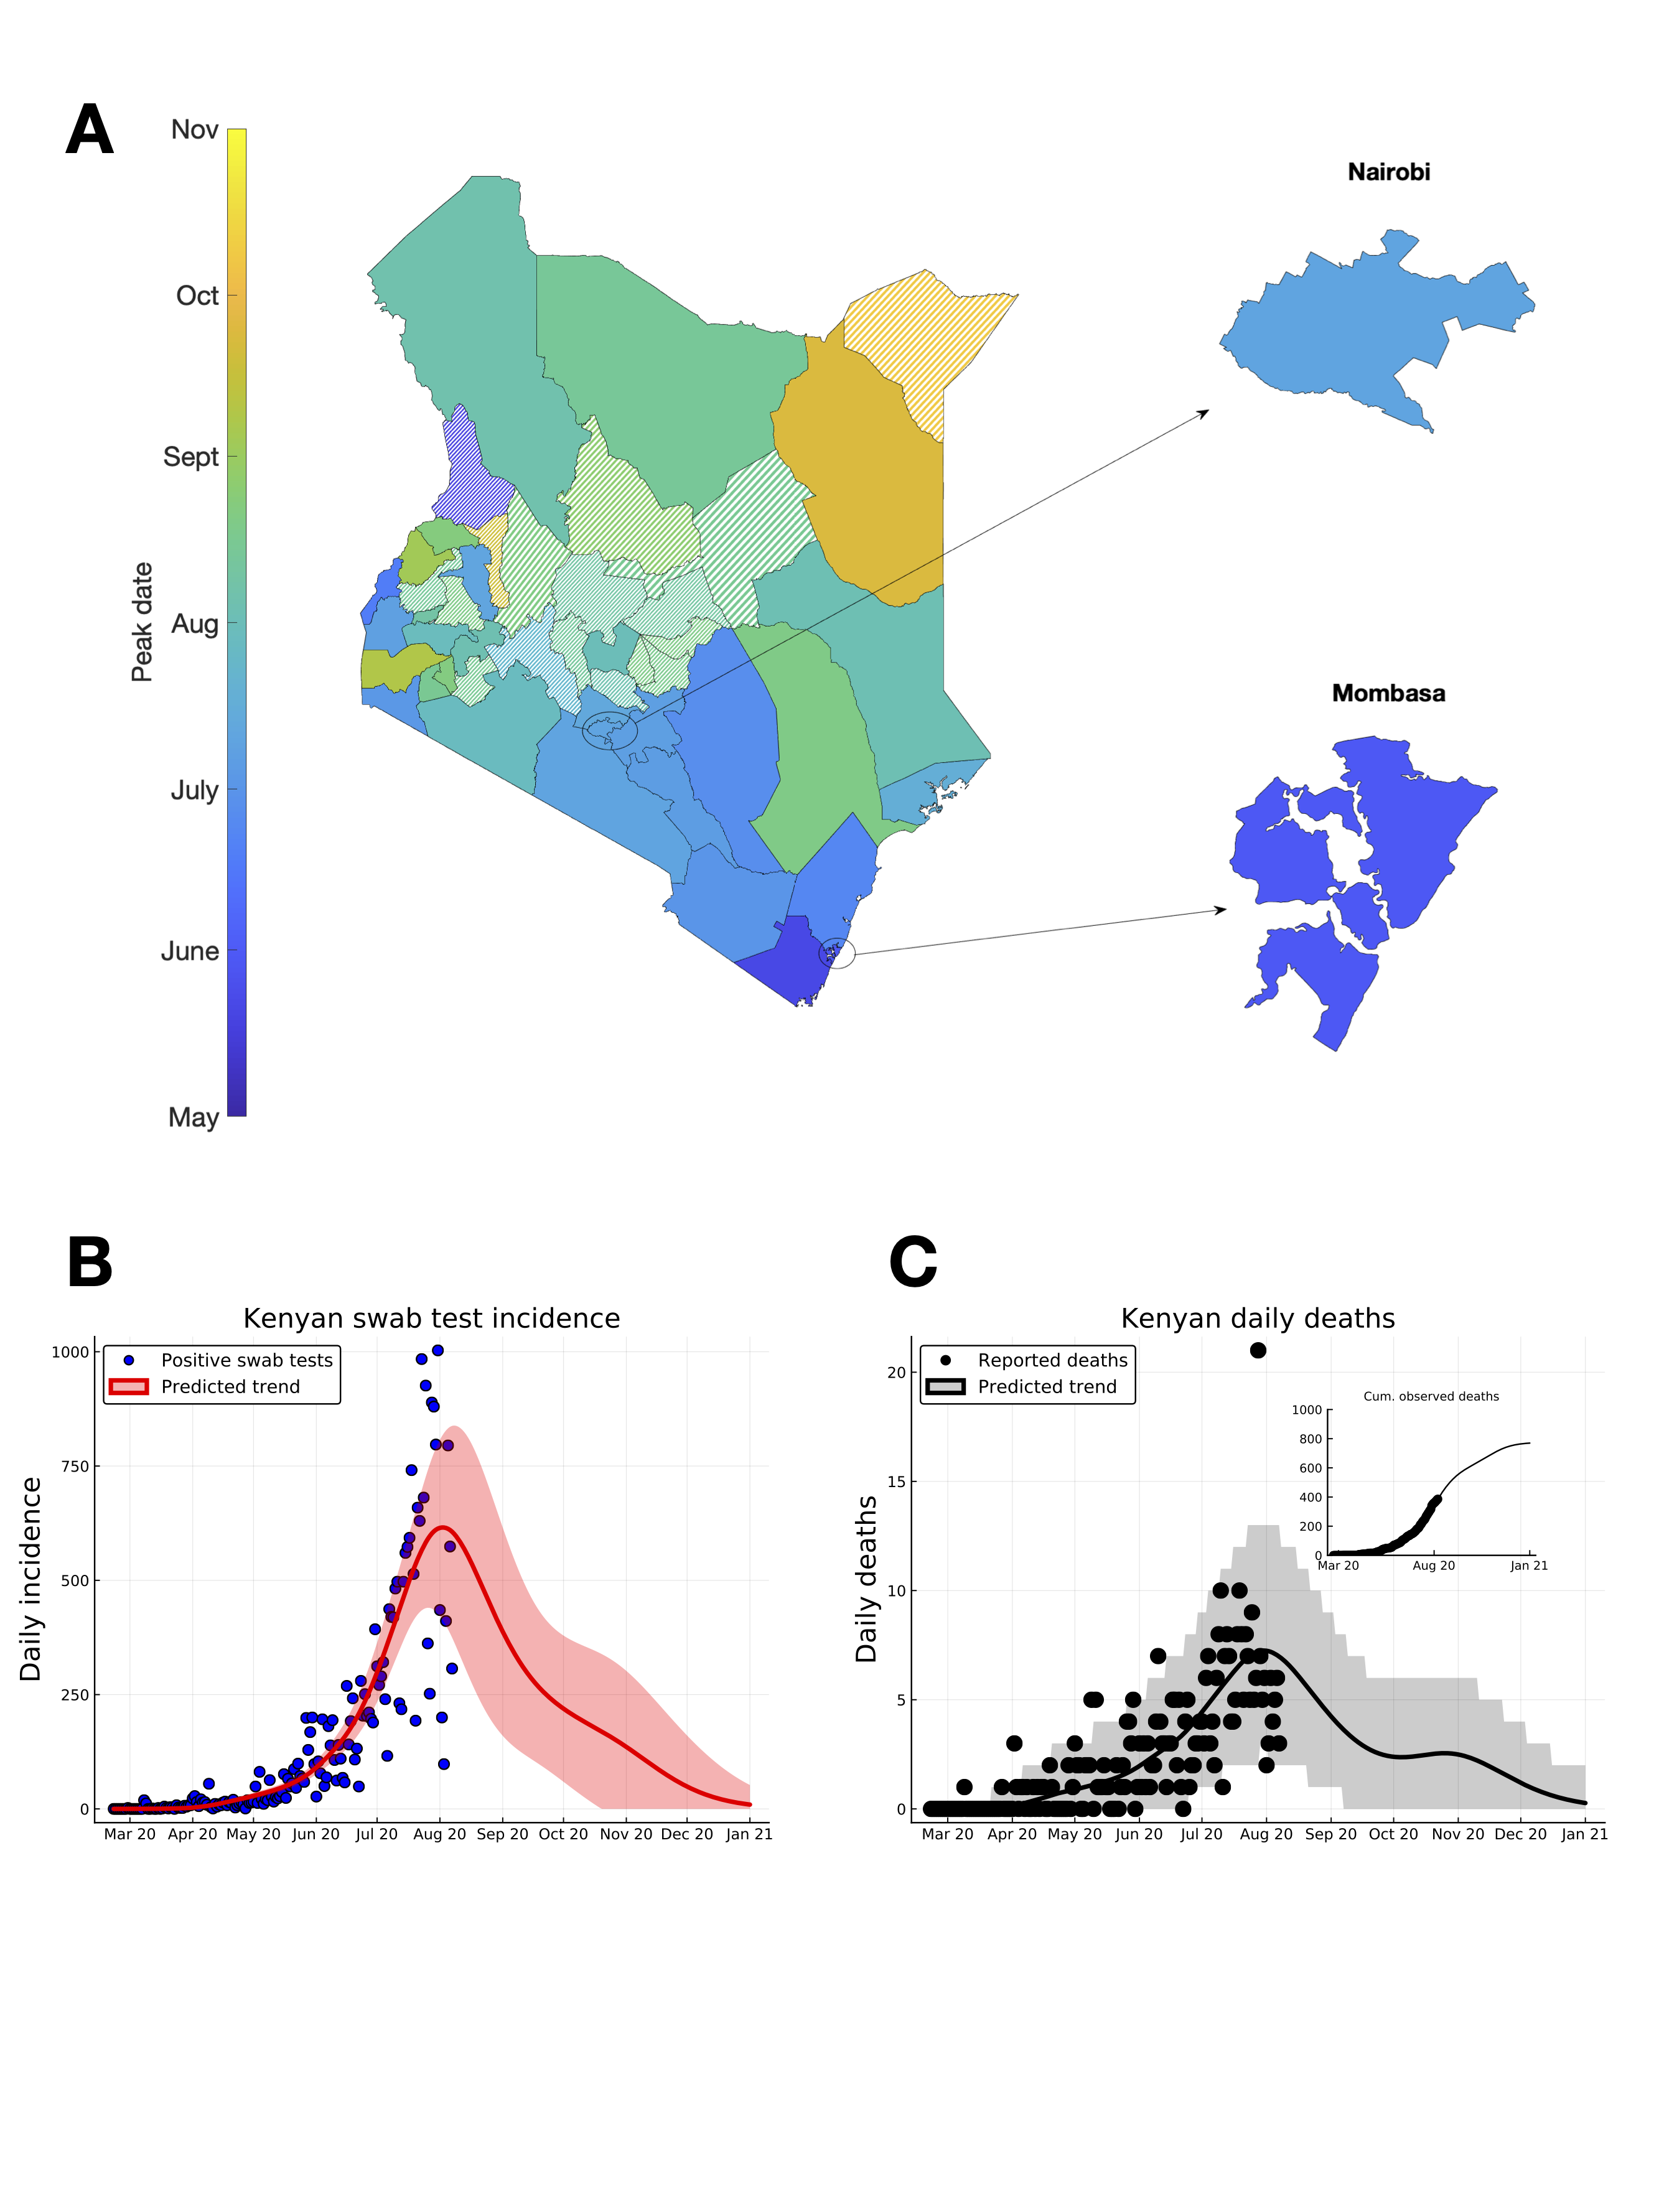 A
Nov
Oct
Sept
Aug
July
June
May
Peak date
Nairobi
Mombasa
B
Kenyan swab test incidence
Positive swab tests
Predicted trend
Daily incidence
1000
750
500
250
0
Mar 20 Apr 20 May 20 Jun 20 Jul 20 Aug 20 Sep 20 Oct 20 Nov 20 Dec 20 Jan 21
C
Kenyan daily deaths
Reported deaths
Predicted trend
Daily deaths
20
15
10
5
0
Mar 20 Apr 20 May 20 Jun 20 Jul 20 Aug 20 Sep 20 Oct 20 Nov 20 Dec 20 Jan 21
Cum. observed deaths
1000
800
600
400
200
0
Mar 20 Aug 20 Jan 21